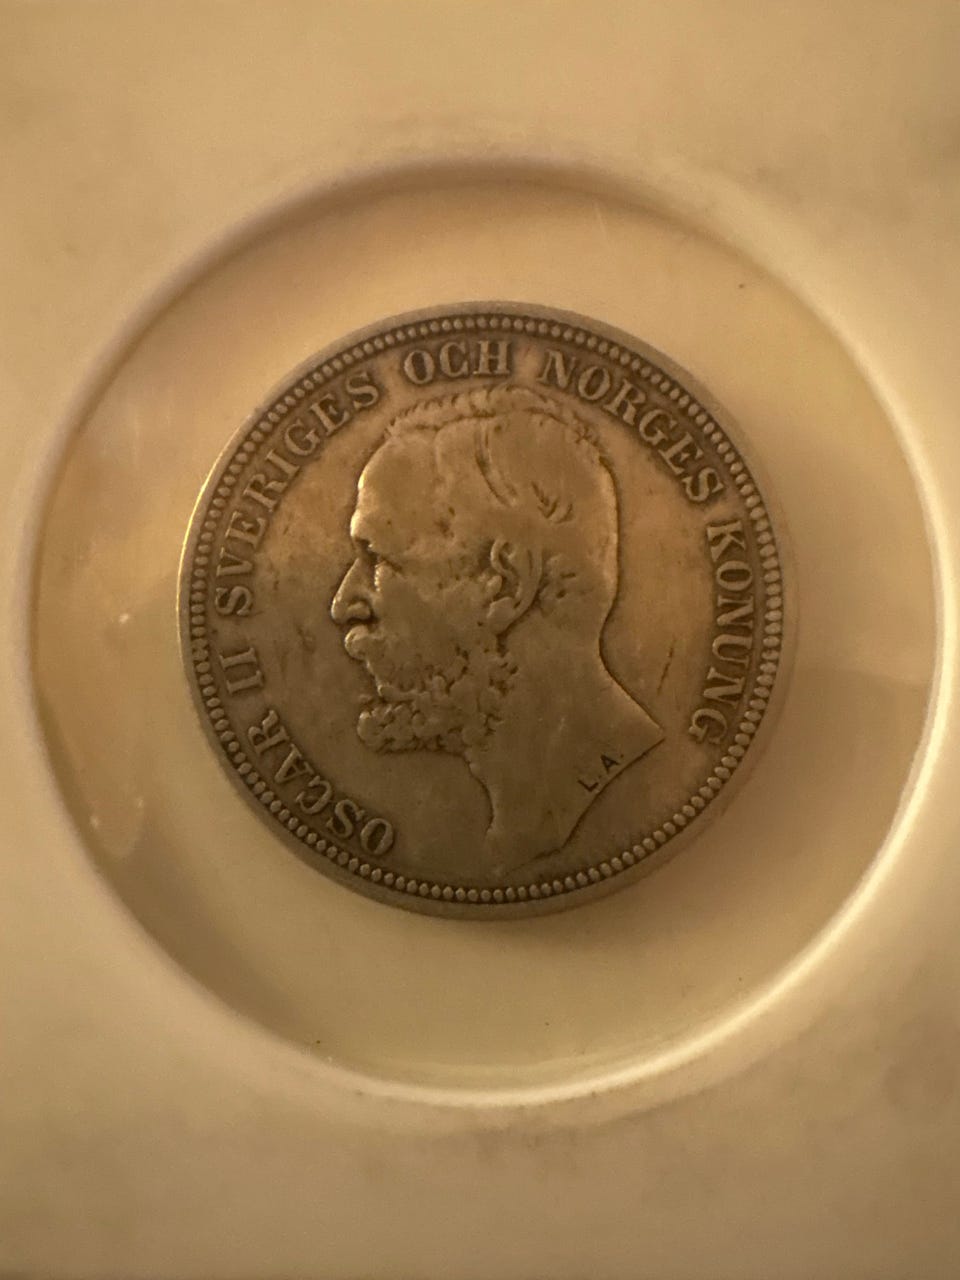 OSCAR II SVERIGES OCH NORGES KONUNG
L.A.